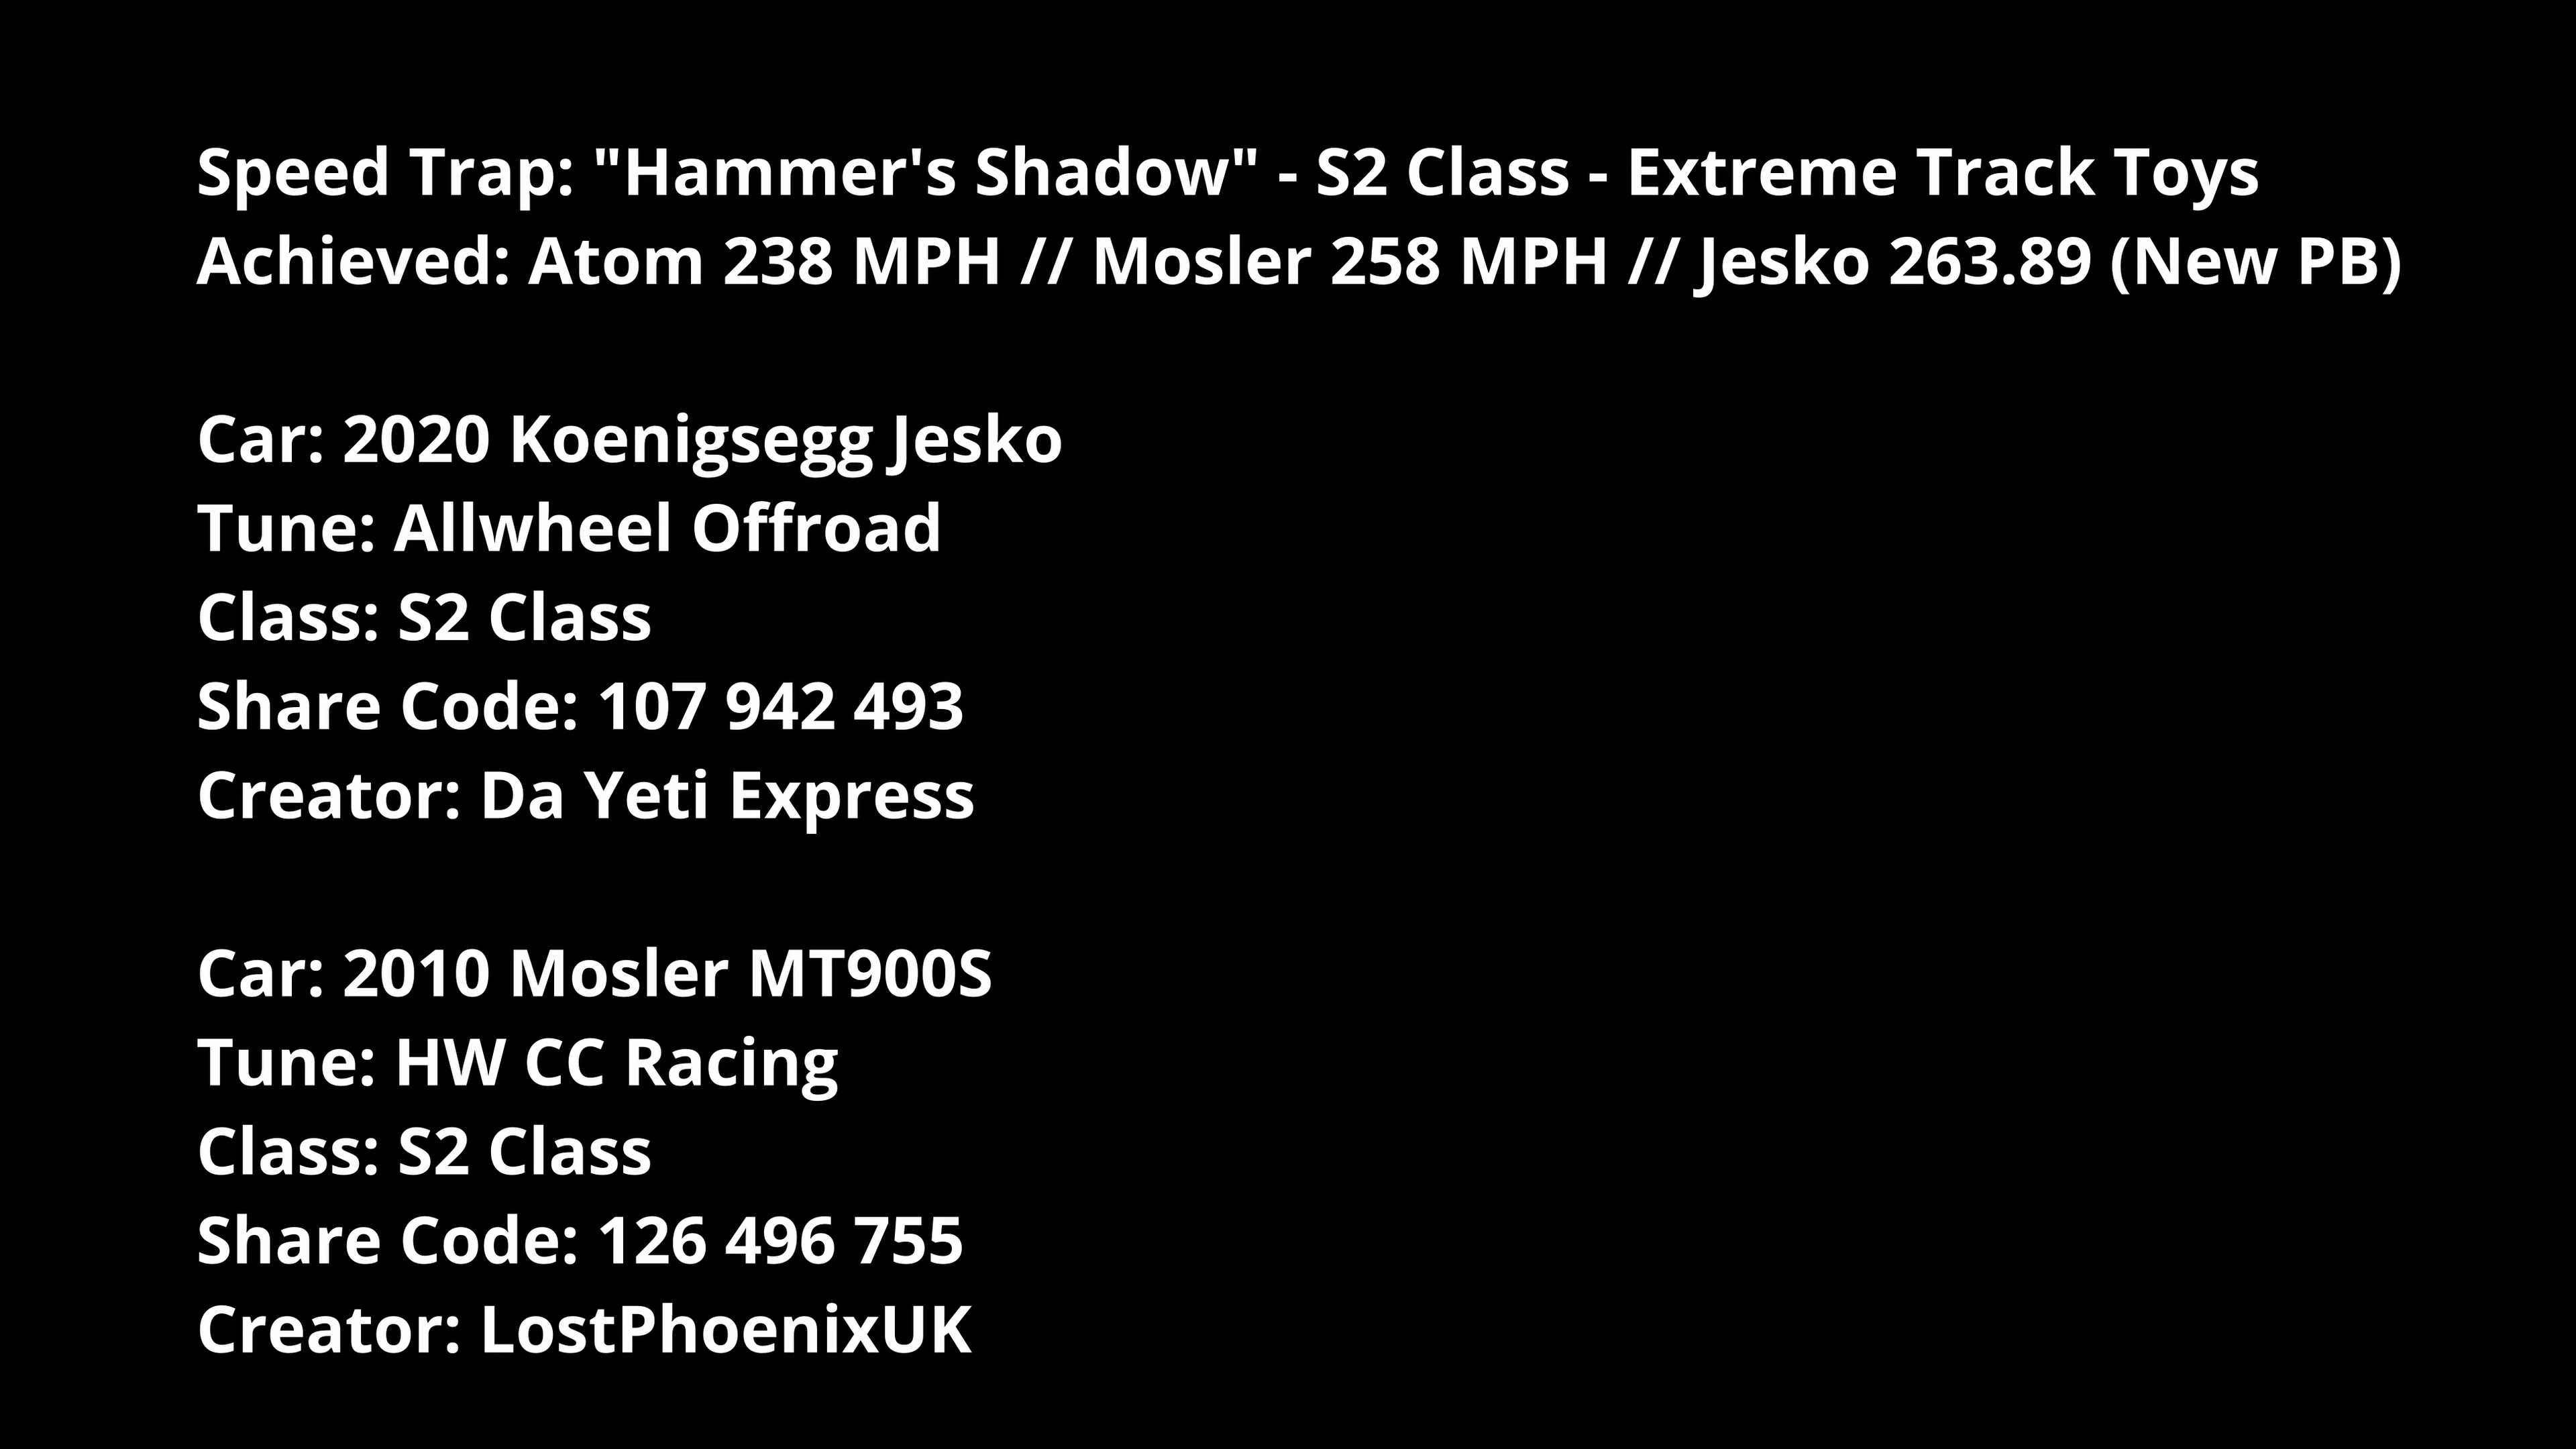 Speed Trap: "Hammer's Shadow" - S2 Class - Extreme Track Toys
Achieved: Atom 238 MPH // Mosler 258 MPH // Jesko 263.89 (New PB)
Car: 2020 Koenigsegg Jesko
Tune: Allwheel Offroad
Class: S2 Class
Share Code: 107 942 493
Creator: Da Yeti Express
Car: 2010 Mosler MT900S
Tune: HW CC Racing
Class: S2 Class
Share Code: 126 496 755
Creator: LostPhoenixUK